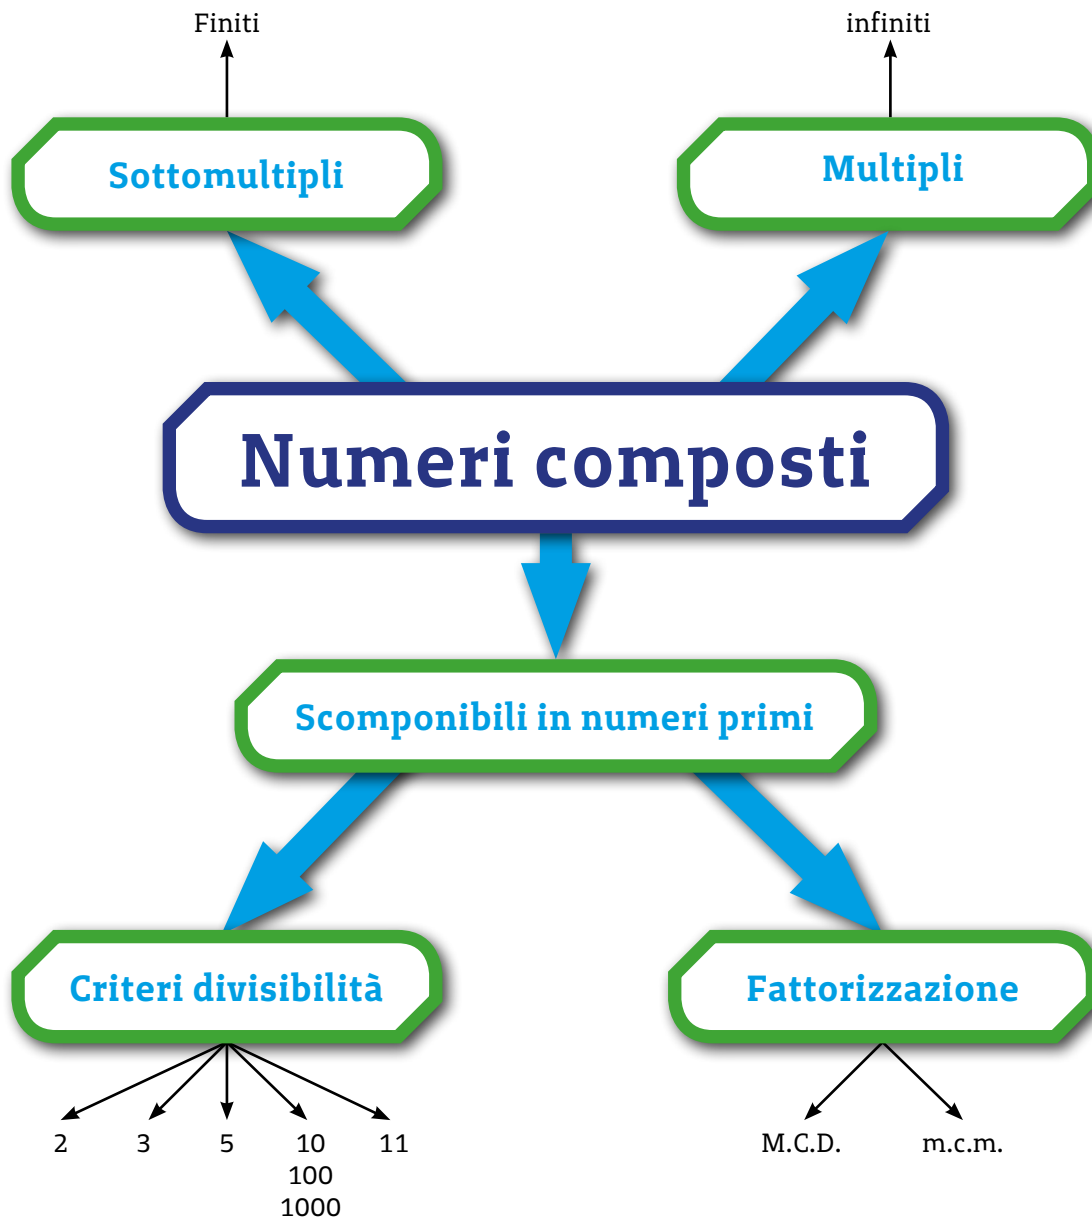 Finiti
infiniti
Sottomultipli
Multipli
Numeri composti
Scomponibili in numeri primi
Criteri divisibilità
Fattorizzazione
2
3
5
10
100
1000
11
M.C.D.
m.c.m.